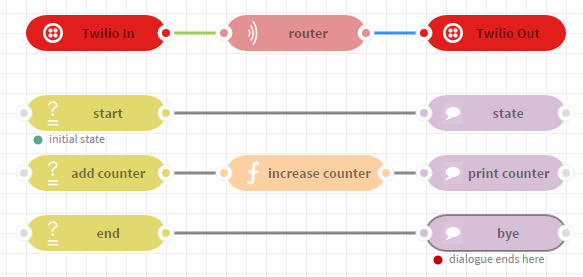 Twilio In router Twilio Out
start state
initial state
add counter increase counter print counter
end bye
dialogue ends here